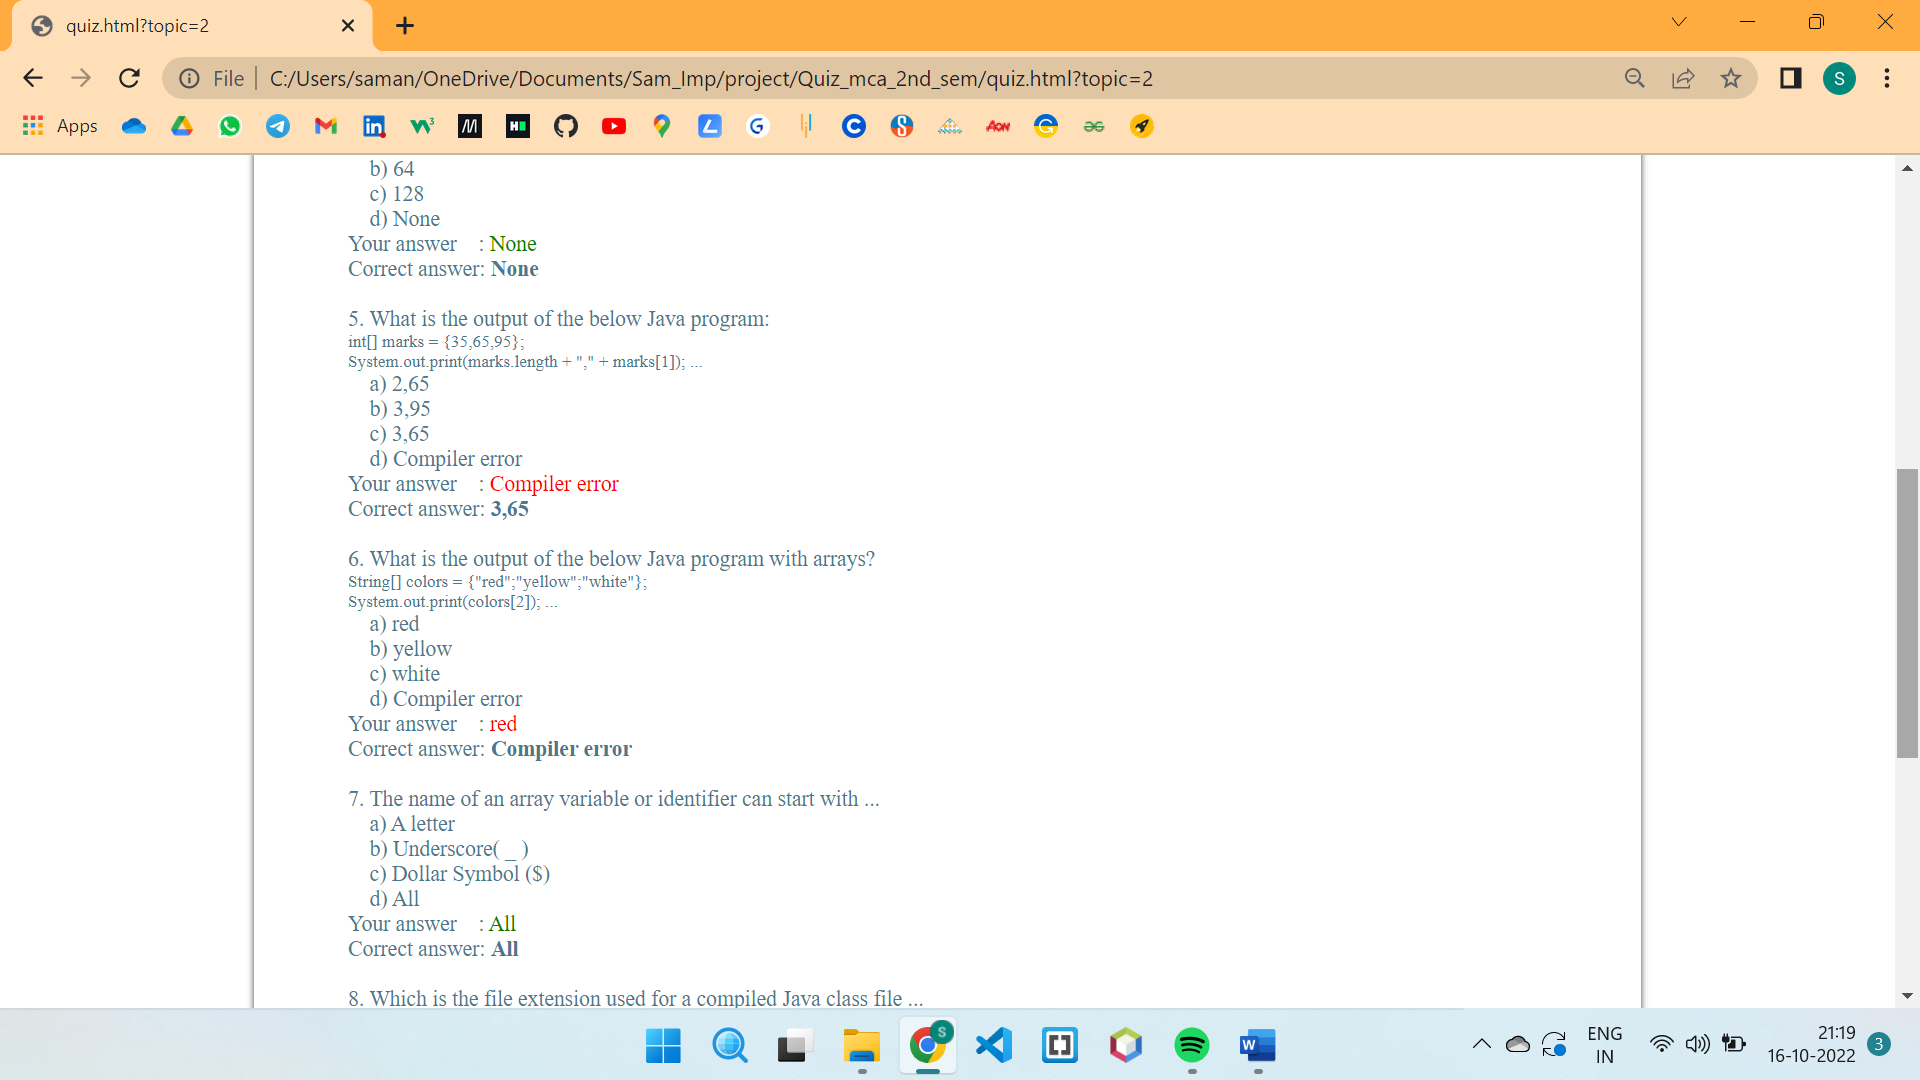 quiz.html?topic=2
File
C:/Users/saman/OneDrive/Documents/Sam_Imp/project/Quiz_mca_2nd_sem/quiz.html?topic=2
S
Apps
b) 64
c) 128
d) None
Your answer : None
Correct answer: None
5. What is the output of the below Java program:
int[] marks = {35,65,95};
System.out.print(marks.length + "," + marks[1]); ...
a) 2,65
b) 3,95
c) 3,65
d) Compiler error
Your answer : Compiler error
Correct answer: 3,65
6. What is the output of the below Java program with arrays?
String[] colors = {"red";"yellow";"white"};
System.out.print(colors[2]); ...
a) red
b) yellow
c) white
d) Compiler error
Your answer : red
Correct answer: Compiler error
7. The name of an array variable or identifier can start with ...
a) A letter
b) Underscore( _ )
c) Dollar Symbol ($)
d) All
Your answer : All
Correct answer: All
8. Which is the file extension used for a compiled Java class file ...
ENG
IN
21:19
16-10-2022
3